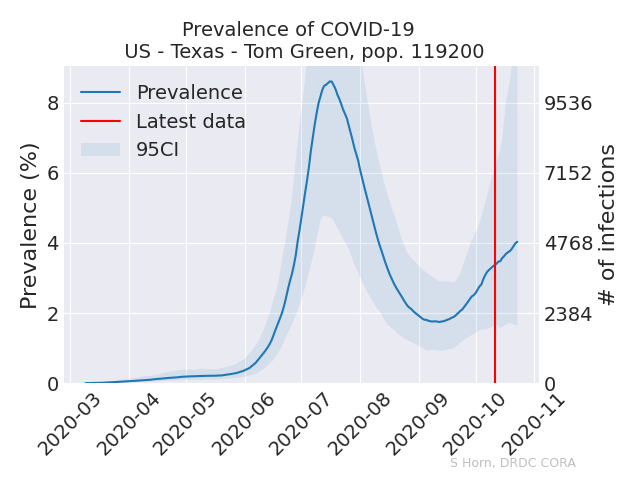 Prevalence of COVID-19
US - Texas - Tom Green, pop. 119200
Prevalence
Latest data
95CI
Prevalence (%)
8
6
4
2
0
9536
7152
4768
2384
0
# of infections
2020-03
2020-04
2020-05
2020-06
2020-07
2020-08
2020-09
2020-10
2020-11
S Horn, DRDC CORA